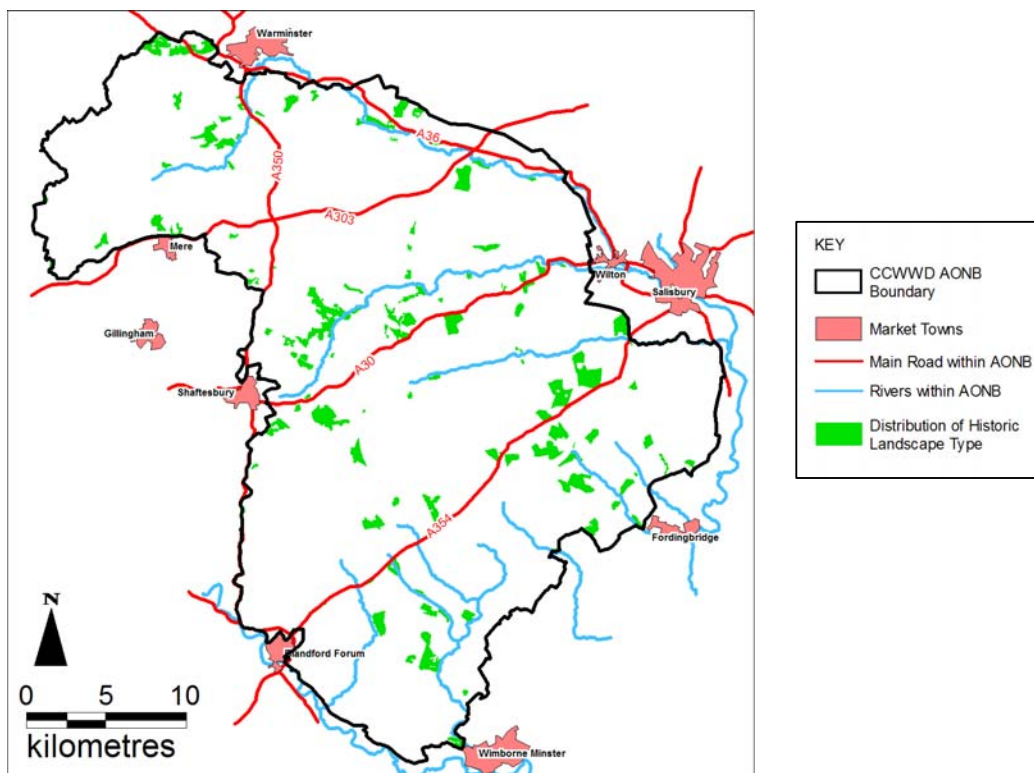 Warminster
A36
A350
A303
Mere
Wilton
Salisbury
Gillingham
Shaftesbury
A30
A354
Fordingbridge
N
Blandford Forum
0 5 10
kilometres
Wimborne Minster
KEY
CCWWD AONB
Boundary
Market Towns
Main Road within AONB
Rivers within AONB
Distribution of Historic
Landscape Type